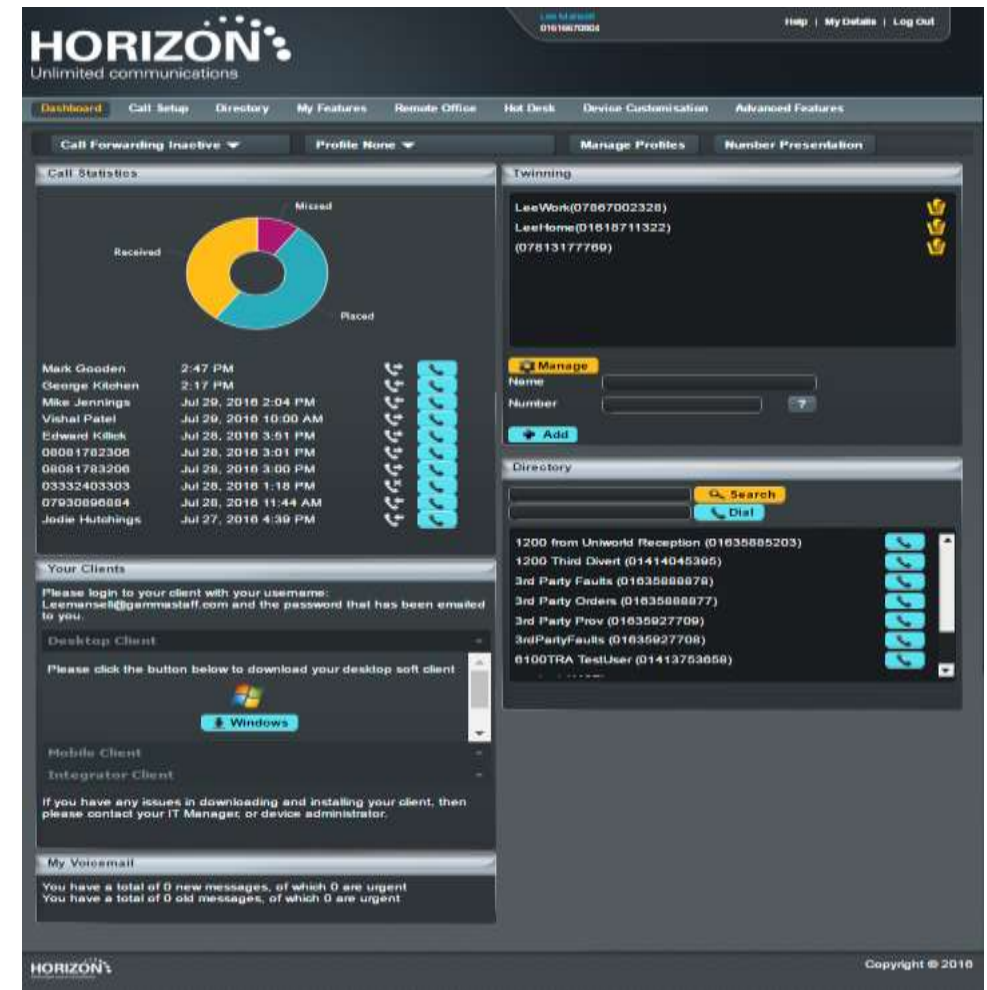 HORIZON
Unlimited communications
Lee Mansell
01616670804
Help | My Details | Log Out
Dashboard Call Setup Directory My Features Remote Office Hot Desk Device Customisation Advanced Features
Call Forwarding Inactive Profile None Manage Profiles Number Presentation
Call Statistics
Missed
Received
Placed
Mark Gooden 2:47 PM
George Kitchen 2:17 PM
Mike Jennings Jul 29, 2016 2:04 PM
Vishal Patel Jul 29, 2016 10:00 AM
Edward Killick Jul 28, 2016 3:51 PM
08081782306 Jul 28, 2016 3:01 PM
08081783206 Jul 28, 2016 3:00 PM
03332403303 Jul 28, 2016 1:18 PM
07930896884 Jul 28, 2016 11:44 AM
Jodie Hutchings Jul 27, 2016 4:39 PM
Your Clients
Please login to your client with your username:
Leemansell@gammastaff.com and the password that has been emailed
to you.
Desktop Client
Please click the button below to download your desktop soft client
Windows
Mobile Client
Integrator Client
If you have any issues in downloading and installing your client, then
please contact your IT Manager, or device administrator.
My Voicemail
You have a total of 0 new messages, of which 0 are urgent
You have a total of 0 old messages, of which 0 are urgent
Twinning
LeeWork(07867002328)
LeeHome(01618711322)
(07813177769)
Manage
Name
Number ?
Add
Directory
Search
Dial
1200 from Uniworld Reception (01635885203)
1200 Third Divert (01414045395)
3rd Party Faults (01635888878)
3rd Party Orders (01635888877)
3rd Party Prov (01635927709)
3rdPartyFaults (01635927708)
6100TRA TestUser (01413753658)
HORIZON
Copyright © 2016